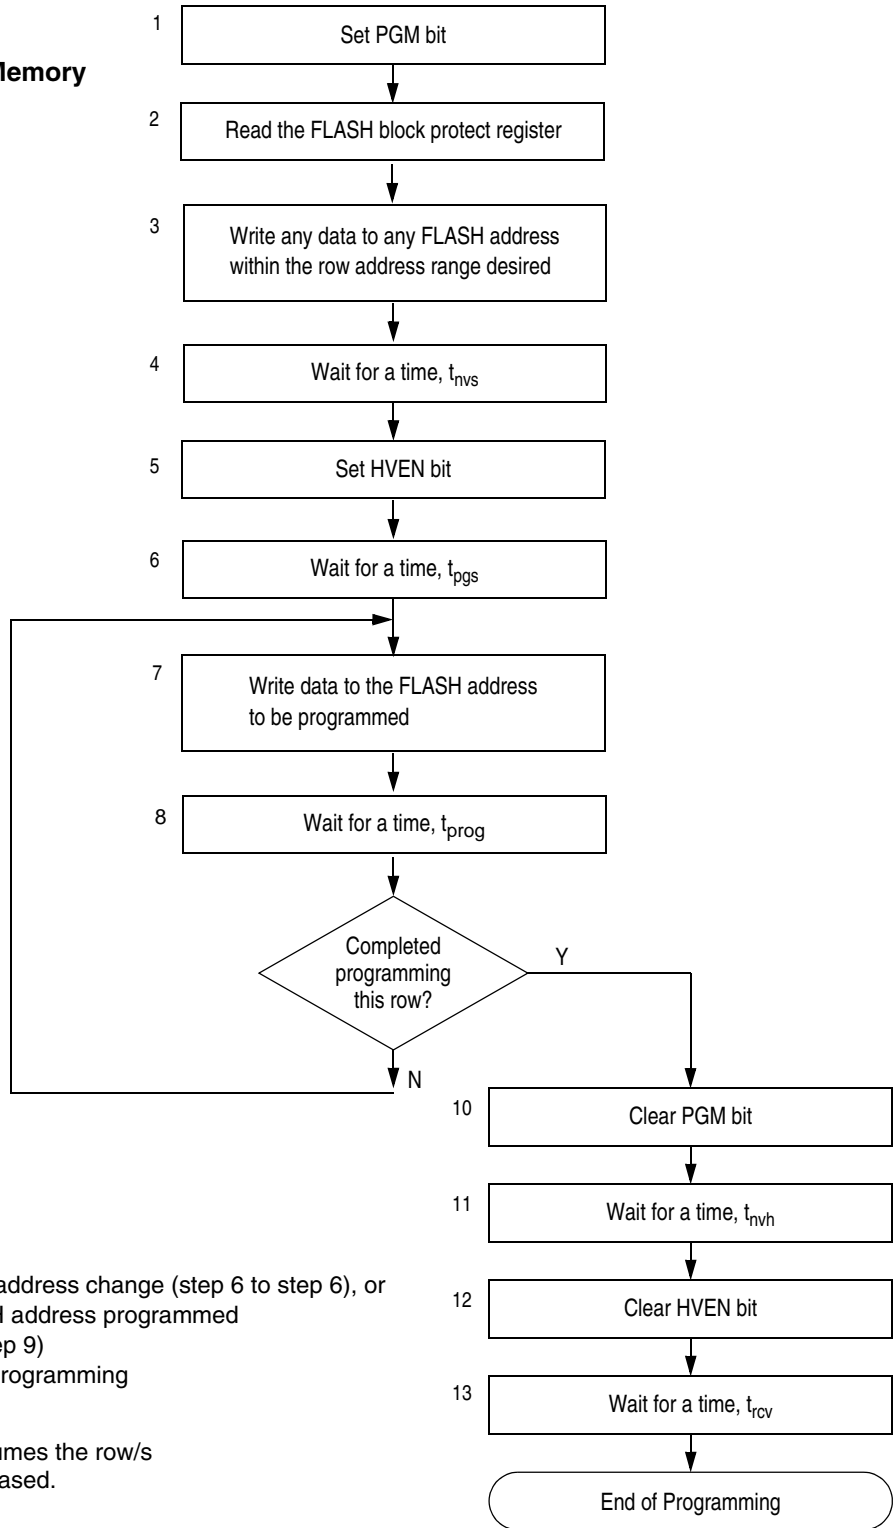 1
Set PGM bit
Memory
2
Read the FLASH block protect register
3
Write any data to any FLASH address
within the row address range desired
4
Wait for a time, tnvs
5
Set HVEN bit
6
Wait for a time, tpgs
7
Write data to the FLASH address
to be programmed
8
Wait for a time, tprog
Completed
programming
this row?
Y
N
10
Clear PGM bit
11
Wait for a time, tnvh
address change (step 6 to step 6), or
12
Clear HVEN bit
address programmed
9)
programming
13
Wait for a time, trcv
the row/s
End of Programming